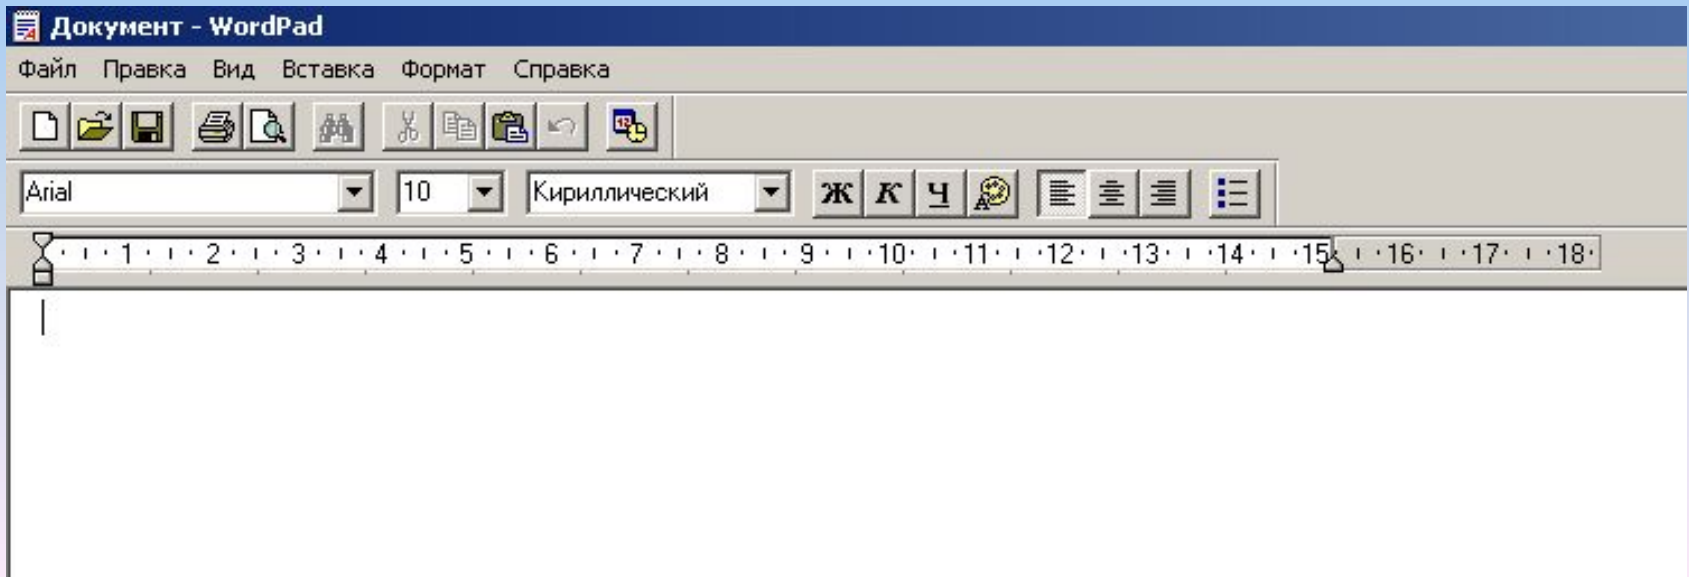 Документ - WordPad
Файл Правка Вид Вставка Формат Справка
12
Arial 10 Кириллический Ж К Ч A
1 2 3 4 5 6 7 8 9 10 11 12 13 14 15 16 17 18